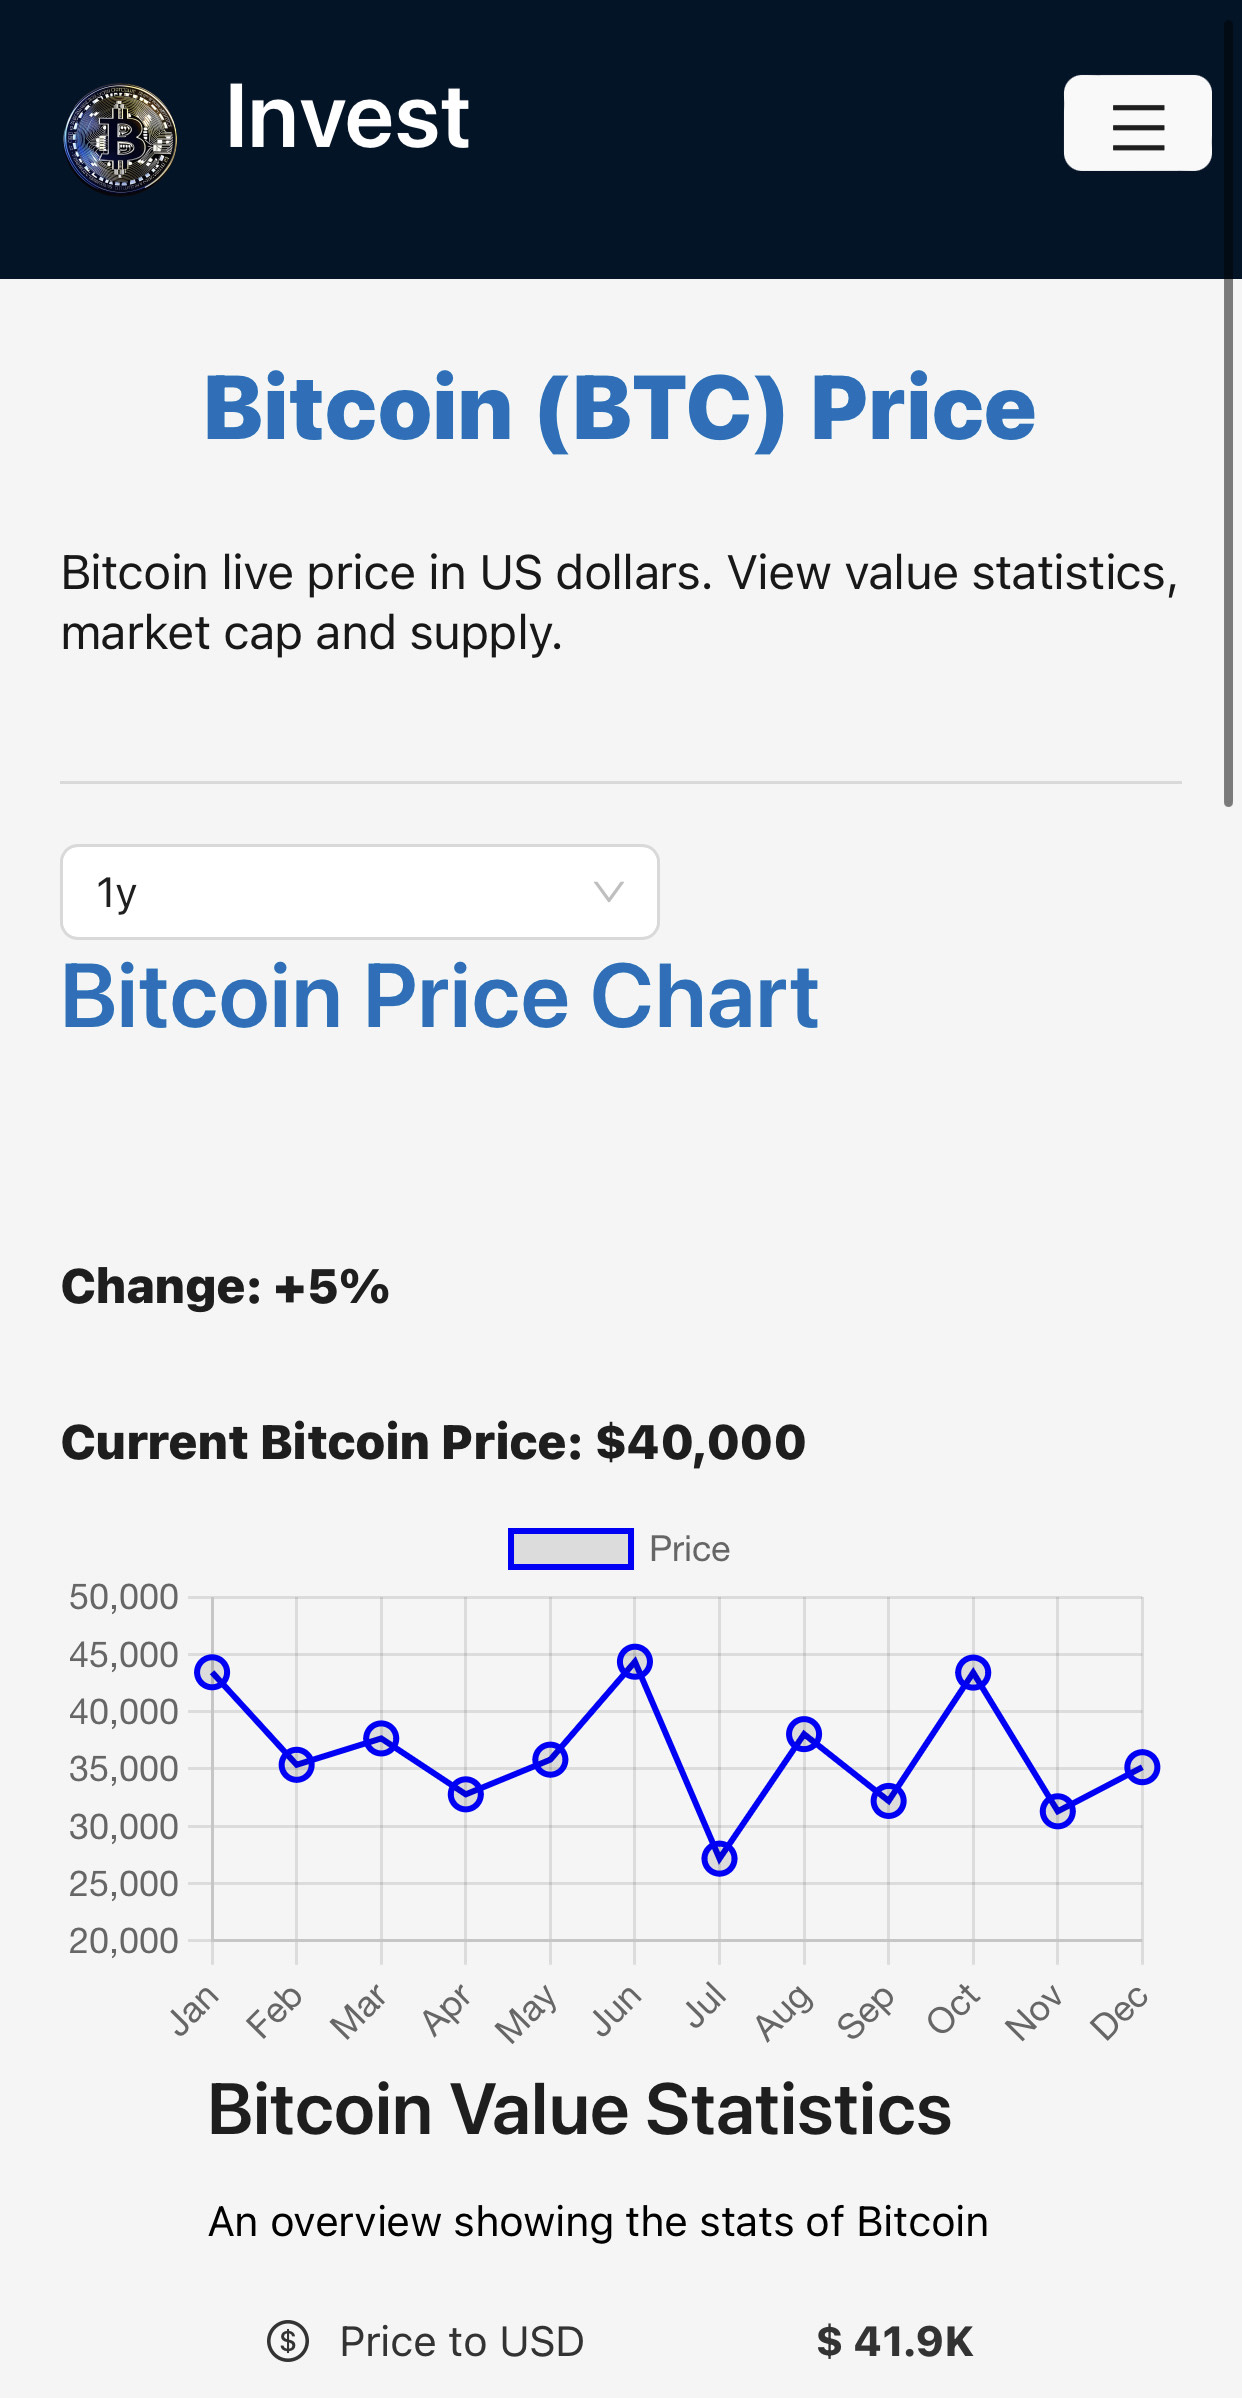 Invest
Bitcoin (BTC) Price
Bitcoin live price in US dollars. View value statistics,
market cap and supply.
1y
Bitcoin Price Chart
Change: +5%
Current Bitcoin Price: $40,000
Price
50,000
45,000
40,000
35,000
30,000
25,000
20,000
Jan Feb Mar Apr May Jun Jul Aug Sep Oct Nov Dec
Bitcoin Value Statistics
An overview showing the stats of Bitcoin
$ Price to USD $ 41.9K